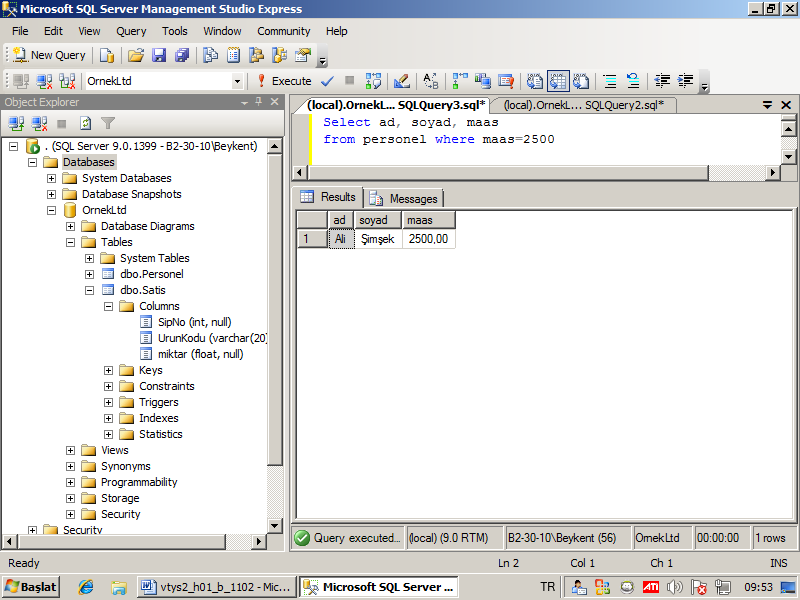 Microsoft SQL Server Management Studio Express
File Edit View Query Tools Window Community Help
New Query
OrnekLtd Execute
Object Explorer
. (SQL Server 9.0.1399 - B2-30-10\Beykent)
Databases
System Databases
Database Snapshots
OrnekLtd
Database Diagrams
Tables
System Tables
dbo.Personel
dbo.Satis
Columns
SipNo (int, null)
UrunKodu (varchar(20)
miktar (float, null)
Keys
Constraints
Triggers
Indexes
Statistics
Views
Synonyms
Programmability
Storage
Security
Security
(local).OrnekL... SQLQuery3.sql* (local).OrnekL... SQLQuery2.sql*
Select ad, soyad, maas
from personel where maas=2500
Results Messages
ad soyad maas
1 Ali Şimşek 2500,00
Query executed... (local) (9.0 RTM) B2-30-10\Beykent (56) OrnekLtd 00:00:00 1 rows
Ready Ln 2 Col 1 Ch 1 INS
Başlat vtys2_h01_b_1102 - Mic... Microsoft SQL Server ... TR ATI 09:53